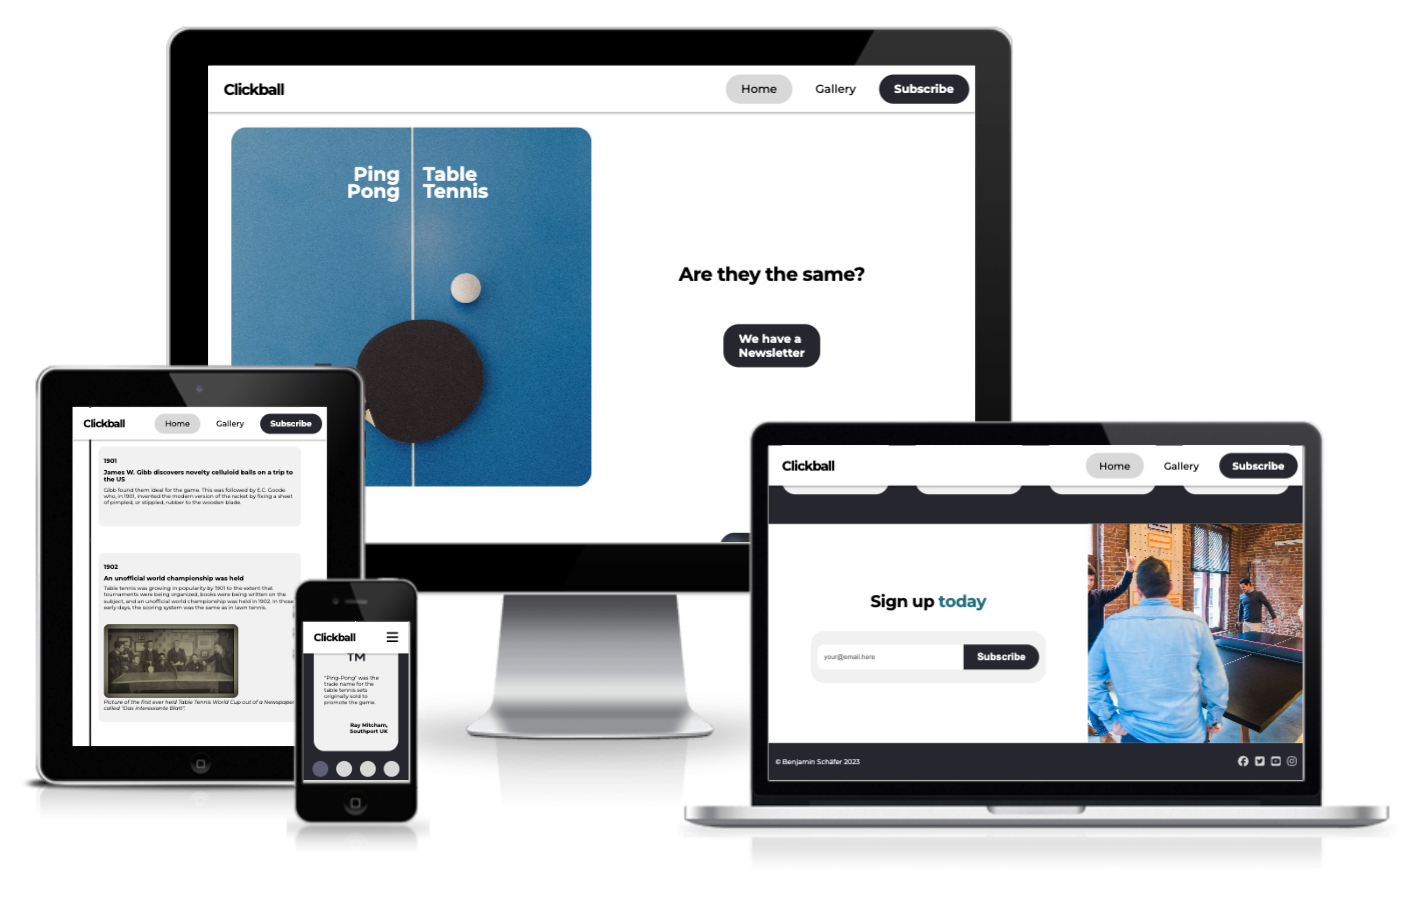 Clickball
Home
Gallery
Subscribe
Ping
Pong
Table
Tennis
Are they the same?
We have a
Newsletter
Clickball
Home
Gallery
Subscribe
1901
James W. Gibb discovers novelty celluloid balls on a trip to
the US
Gibb found them ideal for the game. This was followed by E.C. Goode
who, in 1901, invented the modern version of the racket by fixing a sheet
of pimpled, or stippled, rubber to the wooden blade.
1902
An unofficial world championship was held
Table tennis was growing in popularity by 1901 to the extent that
tournaments were being organized, books were being written on the
subject, and an unofficial world championship was held in 1902. In those
early days, the scoring system was the same as in lawn tennis.
Picture of the first ever held Table Tennis World Cup out of a Newspaper
called "Das interessante Blatt".
Clickball
TM
"Ping-Pong" was the
trade name for the
table tennis sets
originally sold to
promote the game.
Ray Mitcham,
Southport UK
Clickball
Home
Gallery
Subscribe
Sign up today
your@email.here
Subscribe
© Benjamin Schäfer 2023